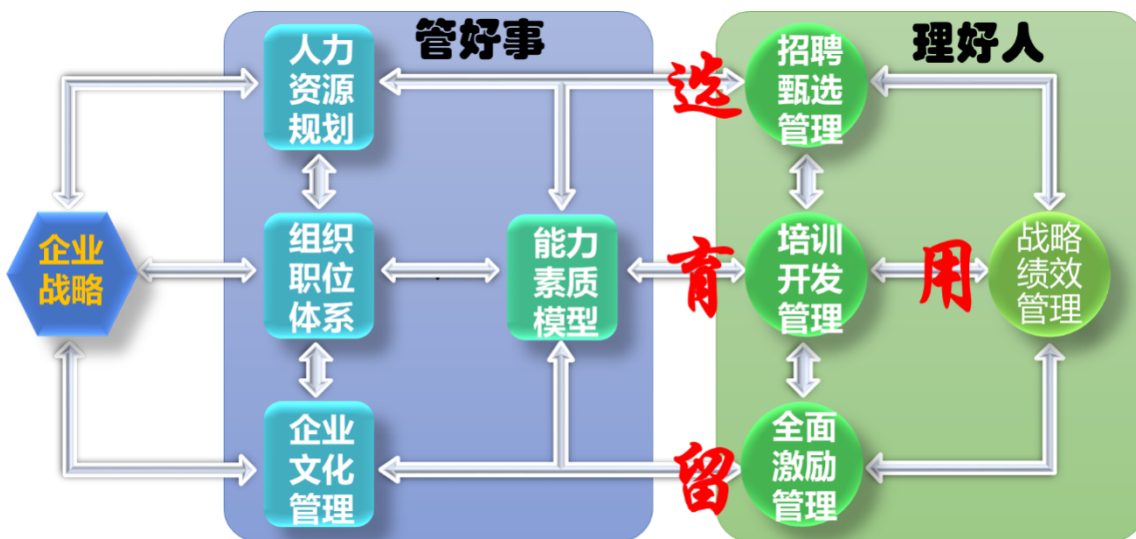 管好事
理好人
企业
战略
人力
资源
规划
组织
职位
体系
企业
文化
管理
能力
素质
模型
选
育
留
招聘
甄选
管理
培训
开发
管理
全面
激励
管理
用
战略
绩效
管理